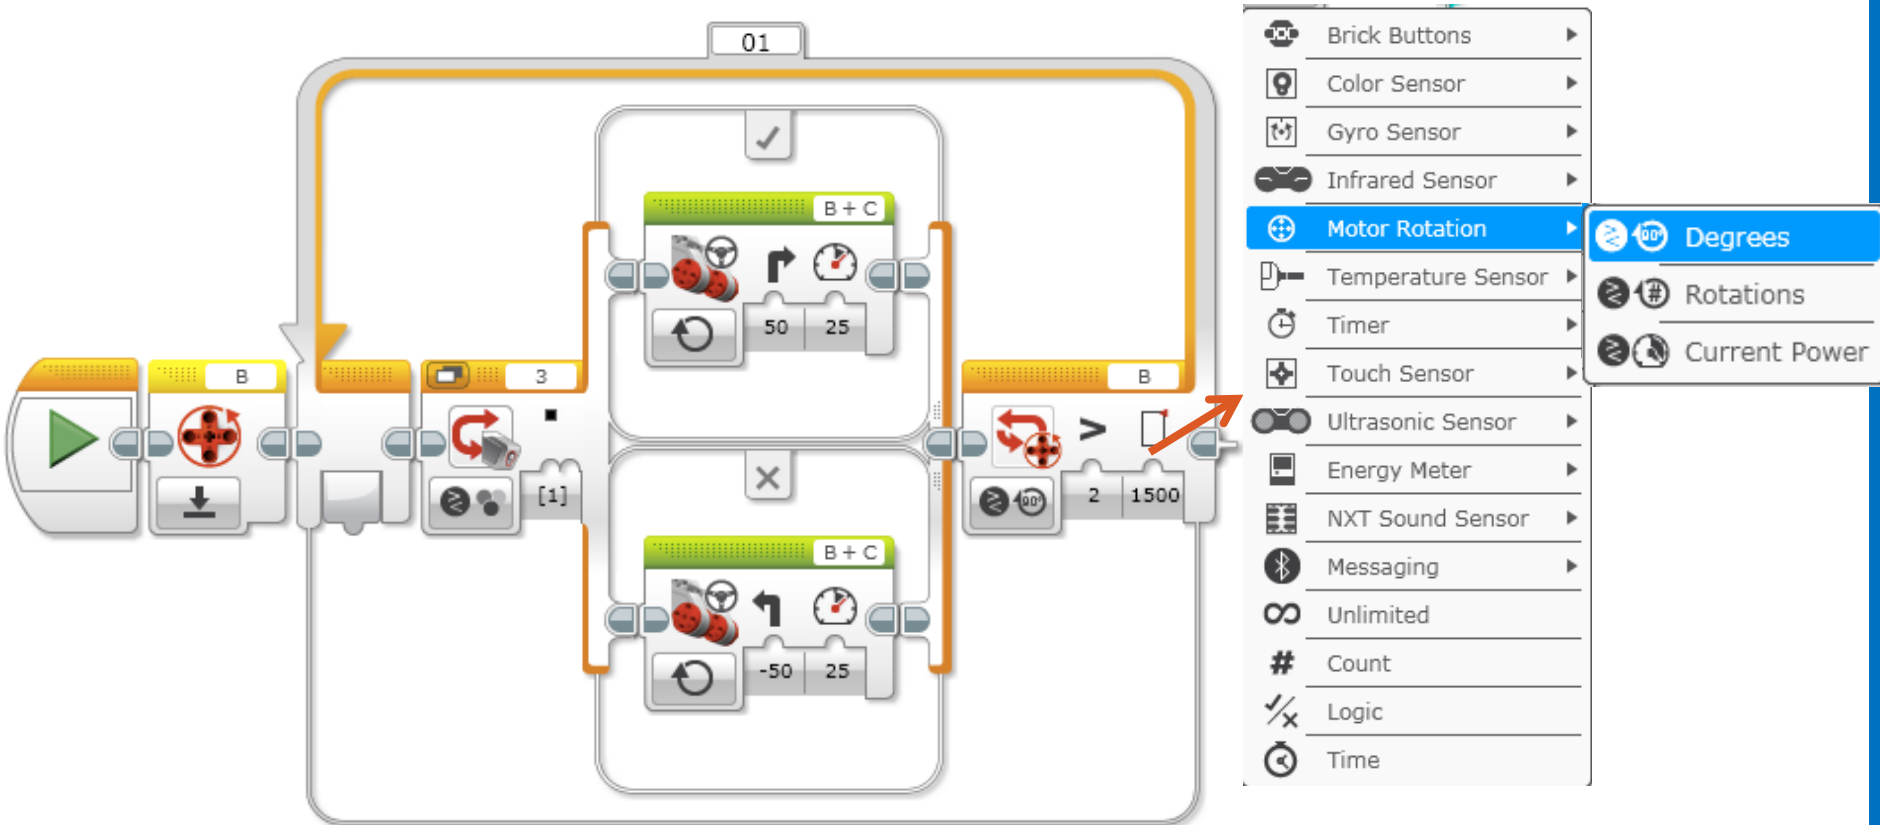 01
B
3
[1]
B + C
50 25
B + C
-50 25
B
2 1500
Brick Buttons
Color Sensor
Gyro Sensor
Infrared Sensor
Motor Rotation
Temperature Sensor
Timer
Touch Sensor
Ultrasonic Sensor
Energy Meter
NXT Sound Sensor
Messaging
Unlimited
# Count
Logic
Time
Degrees
Rotations
Current Power